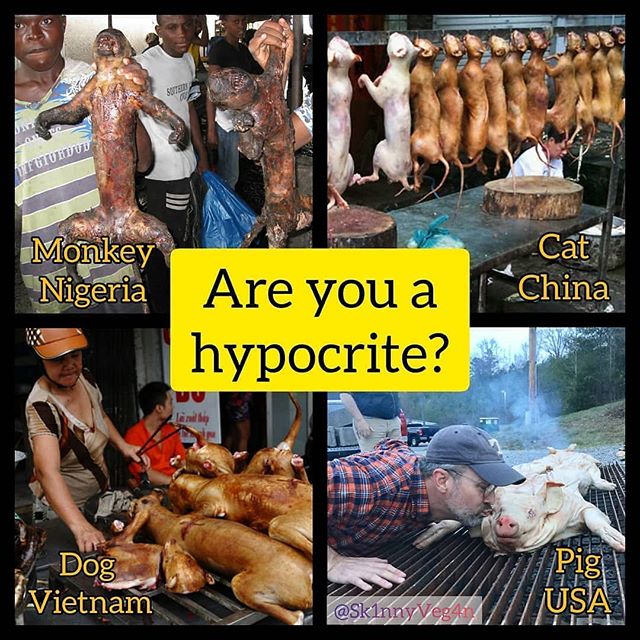 Monkey
Nigeria
Cat
China
Are you a
hypocrite?
Dog
Vietnam
Pig
USA
@Sk1nnyVeg4n